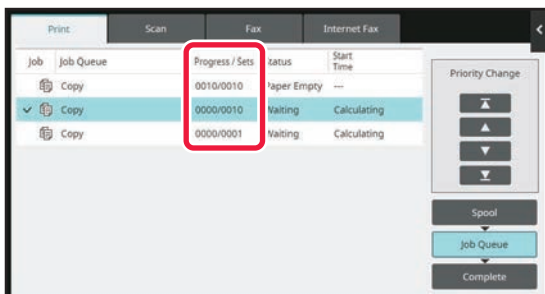 Print Scan Fax Internet Fax
Job Job Queue Progress / Sets Status Start Time
Copy 0010/0010 Paper Empty ---
Copy 0000/0010 Waiting Calculating
Copy 0000/0001 Waiting Calculating
Priority Change
Spool
Job Queue
Complete